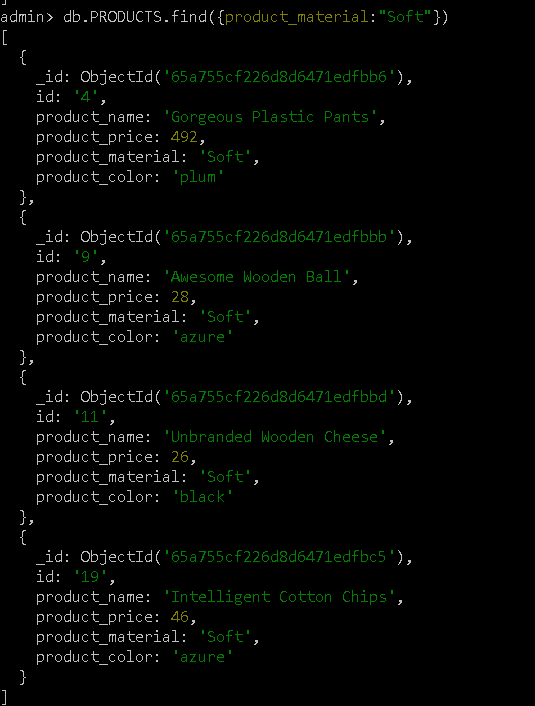 ]
admin> db.PRODUCTS.find({product_material:"Soft"})
[
  {
    _id: ObjectId('65a755cf226d8d6471edfbb6'),
    id: '4',
    product_name: 'Gorgeous Plastic Pants',
    product_price: 492,
    product_material: 'Soft',
    product_color: 'plum'
  },
  {
    _id: ObjectId('65a755cf226d8d6471edfbbb'),
    id: '9',
    product_name: 'Awesome Wooden Ball',
    product_price: 28,
    product_material: 'Soft',
    product_color: 'azure'
  },
  {
    _id: ObjectId('65a755cf226d8d6471edfbbd'),
    id: '11',
    product_name: 'Unbranded Wooden Cheese',
    product_price: 26,
    product_material: 'Soft',
    product_color: 'black'
  },
  {
    _id: ObjectId('65a755cf226d8d6471edfbc5'),
    id: '19',
    product_name: 'Intelligent Cotton Chips',
    product_price: 46,
    product_material: 'Soft',
    product_color: 'azure'
  }
]